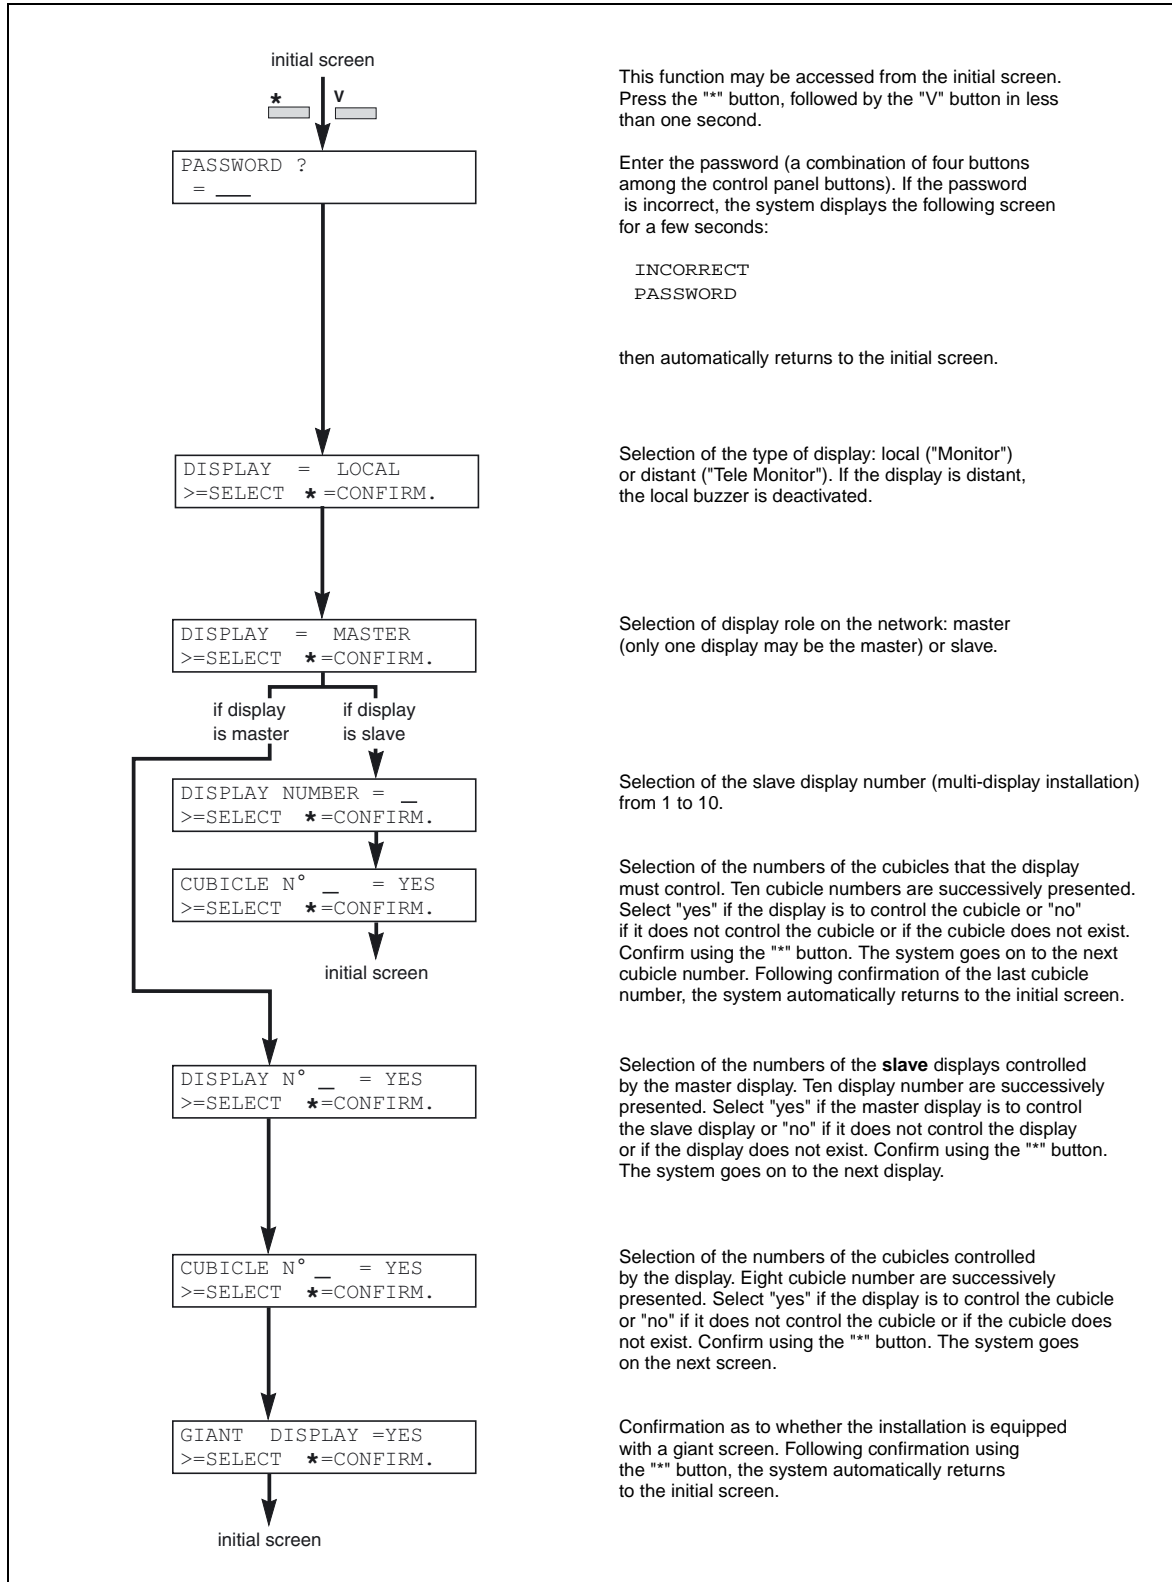 initial screen
* V
This function may be accessed from the initial screen.
Press the "*" button, followed by the "V" button in less
than one second.
PASSWORD ?
= ___
Enter the password (a combination of four buttons
among the control panel buttons). If the password
is incorrect, the system displays the following screen
for a few seconds:
INCORRECT
PASSWORD
then automatically returns to the initial screen.
DISPLAY = LOCAL
>=SELECT *=CONFIRM.
Selection of the type of display: local ("Monitor")
or distant ("Tele Monitor"). If the display is distant,
the local buzzer is deactivated.
DISPLAY = MASTER
>=SELECT *=CONFIRM.
Selection of display role on the network: master
(only one display may be the master) or slave.
if display
is master
if display
is slave
DISPLAY NUMBER = _
>=SELECT *=CONFIRM.
Selection of the slave display number (multi-display installation)
from 1 to 10.
CUBICLE N° _ = YES
>=SELECT *=CONFIRM.
initial screen
Selection of the numbers of the cubicles that the display
must control. Ten cubicle numbers are successively presented.
Select "yes" if the display is to control the cubicle or "no"
if it does not control the cubicle or if the cubicle does not exist.
Confirm using the "*" button. The system goes on to the next
cubicle number. Following confirmation of the last cubicle
number, the system automatically returns to the initial screen.
DISPLAY N° _ = YES
>=SELECT *=CONFIRM.
Selection of the numbers of the slave displays controlled
by the master display. Ten display number are successively
presented. Select "yes" if the master display is to control
the slave display or "no" if it does not control the display
or if the display does not exist. Confirm using the "*" button.
The system goes on to the next display.
CUBICLE N° _ = YES
>=SELECT *=CONFIRM.
Selection of the numbers of the cubicles controlled
by the display. Eight cubicle number are successively
presented. Select "yes" if the display is to control the cubicle
or "no" if it does not control the cubicle or if the cubicle does
not exist. Confirm using the "*" button. The system goes
on the next screen.
GIANT DISPLAY =YES
>=SELECT *=CONFIRM.
Confirmation as to whether the installation is equipped
with a giant screen. Following confirmation using
the "*" button, the system automatically returns
to the initial screen.
initial screen